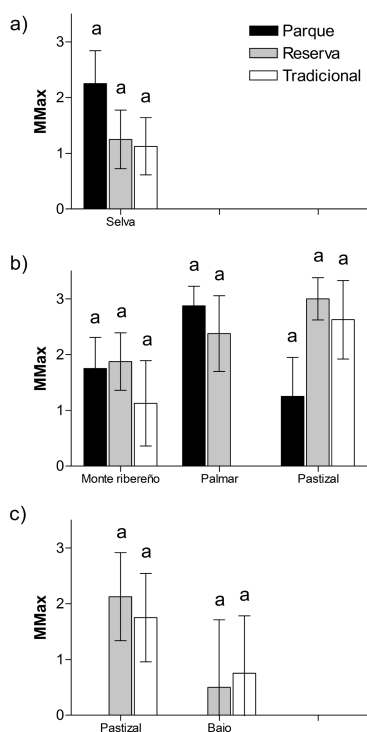 a)
Parque
Reserva
Tradicional
MMax
3
2
1
0
a a a
Selva
b)
MMax
3
2
1
0
a a a
a a
a a a
Monte ribereño
Palmar
Pastizal
c)
MMax
3
2
1
0
a a
a a
Pastizal
Bajo